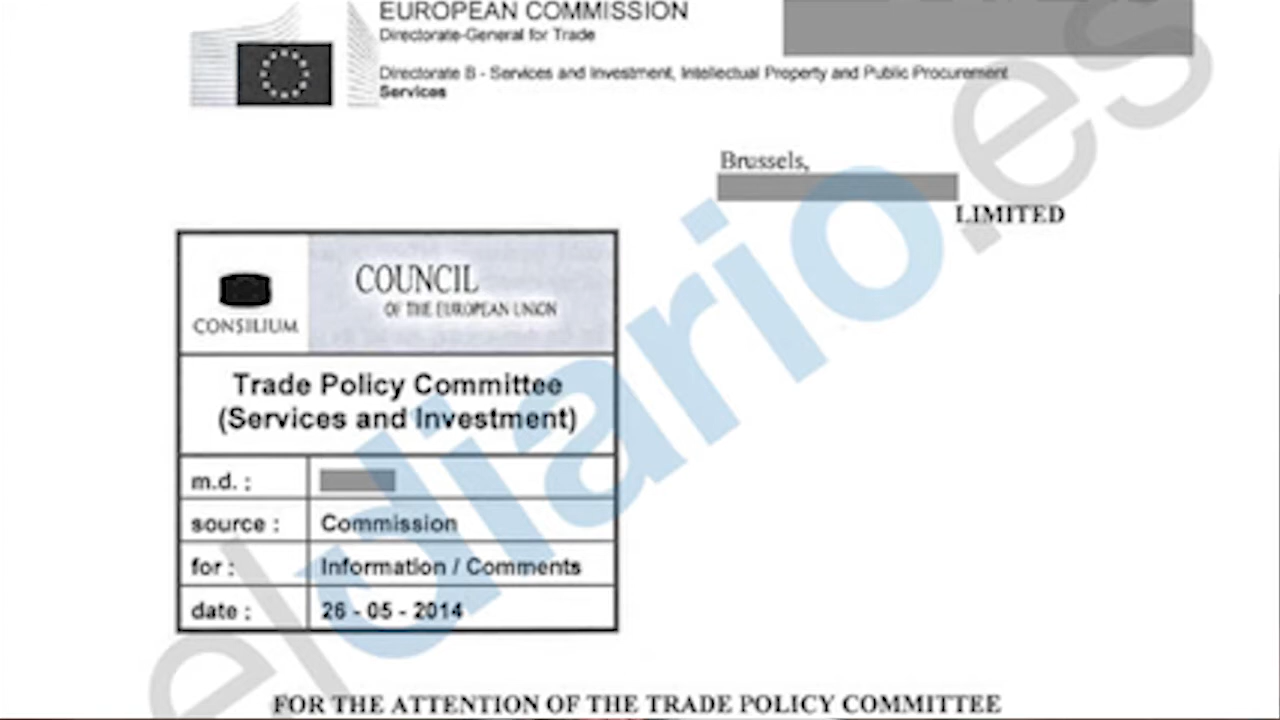 EUROPEAN COMMISSION
Directorate-General for Trade
Directorate B - Services and Investment, Intellectual Property and Public Procurement
Services
Brussels,
LIMITED
CONSILIUM
COUNCIL
OF THE EUROPEAN UNION
Trade Policy Committee
(Services and Investment)
m.d. :
source : Commission
for : Information / Comments
date : 26 - 05 - 2014
FOR THE ATTENTION OF THE TRADE POLICY COMMITTEE
eldiario.es